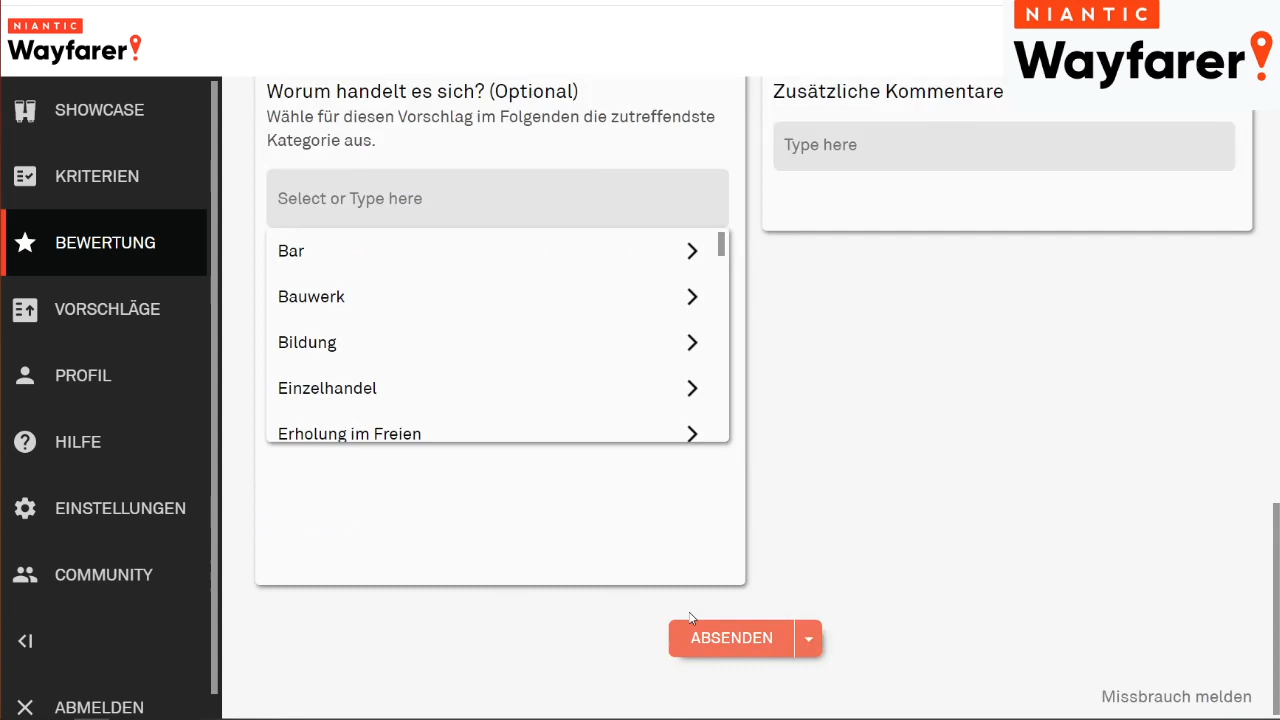 NIANTIC
Wayfarer
NIANTIC
Wayfarer
SHOWCASE
KRITERIEN
BEWERTUNG
VORSCHLÄGE
PROFIL
HILFE
EINSTELLUNGEN
COMMUNITY
ABMELDEN
Worum handelt es sich? (Optional)
Wähle für diesen Vorschlag im Folgenden die zutreffendste
Kategorie aus.
Select or Type here
Bar
Bauwerk
Bildung
Einzelhandel
Erholung im Freien
Zusätzliche Kommentare
Type here
ABSENDEN
Missbrauch melden